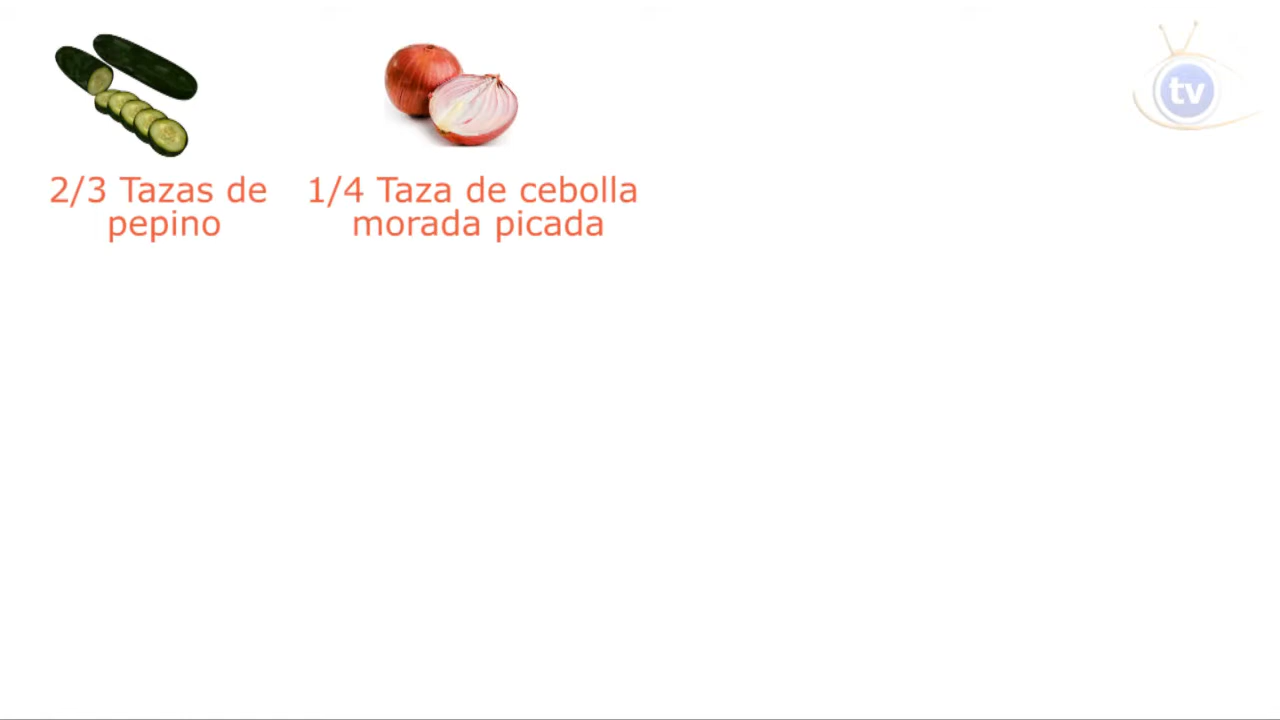 tv
2/3 Tazas de
pepino
1/4 Taza de cebolla
morada picada